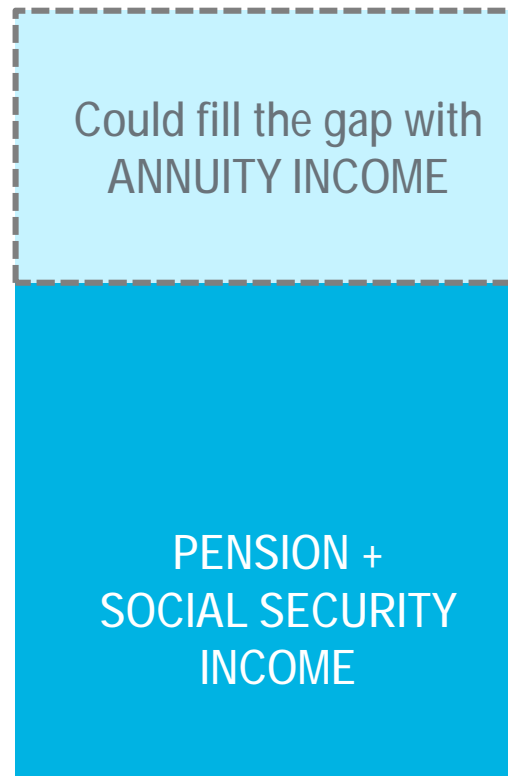 Could fill the gap with
ANNUITY INCOME
PENSION +
SOCIAL SECURITY
INCOME